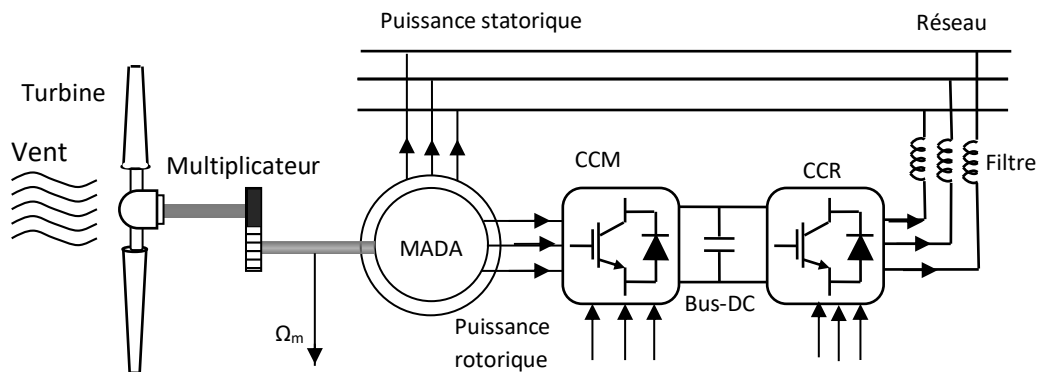 Puissance statorique
Réseau
Turbine
Vent
Multiplicateur
CCM
CCR
Filtre
MADA
Bus-DC
Ωm
Puissance
rotorique